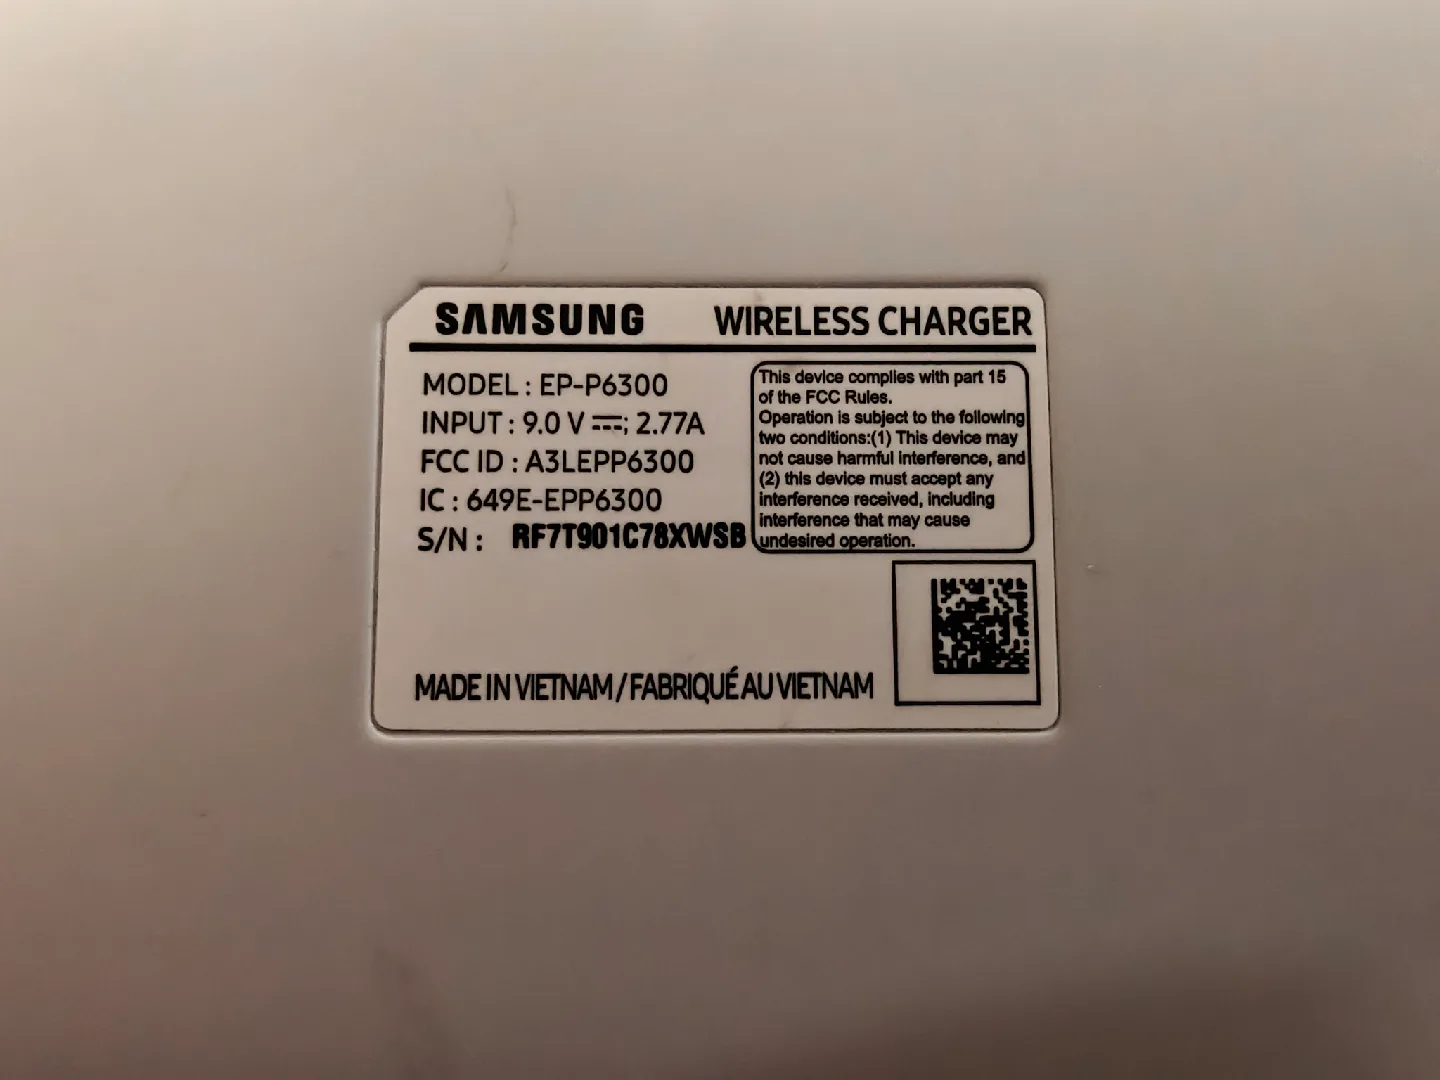 SAMSUNG WIRELESS CHARGER
MODEL : EP-P6300
INPUT : 9.0 V ⎓; 2.77A
FCC ID : A3LEPP6300
IC : 649E-EPP6300
S/N : RF7T901C78XWSB
This device complies with part 15
of the FCC Rules.
Operation is subject to the following
two conditions:(1) This device may
not cause harmful interference, and
(2) this device must accept any
interference received, including
interference that may cause
undesired operation.
MADE IN VIETNAM / FABRIQUÉ AU VIETNAM